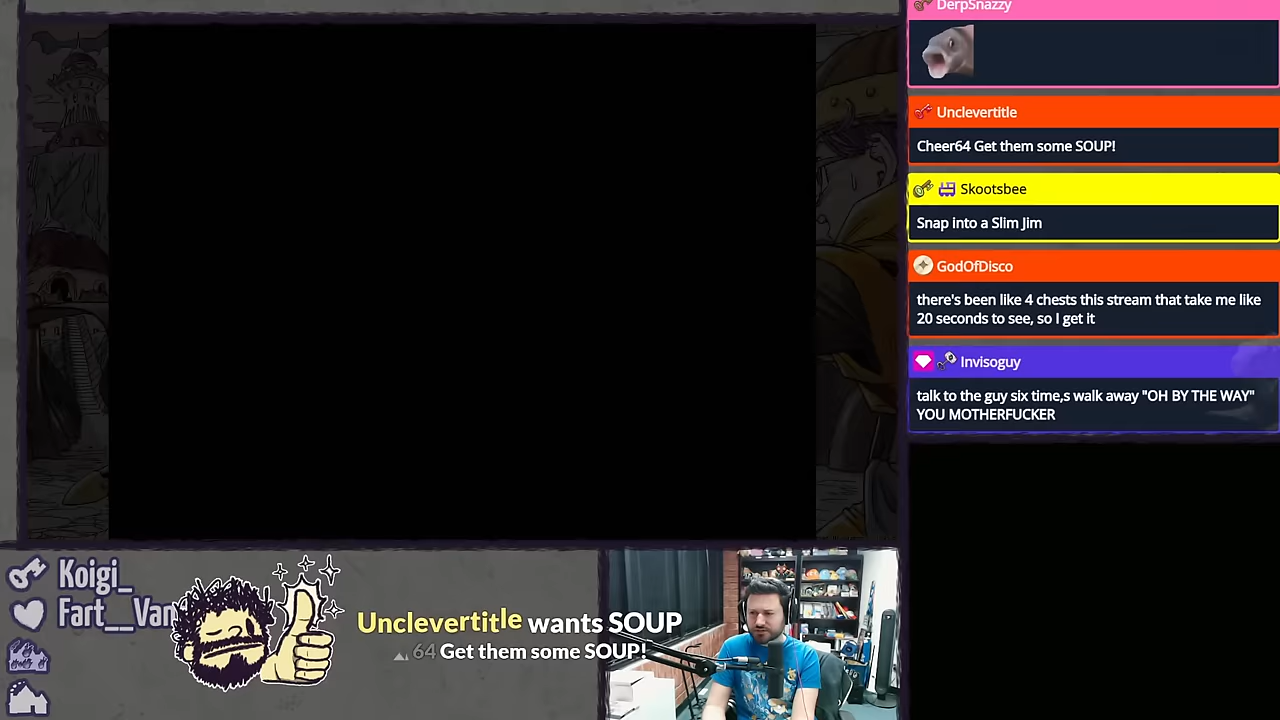 DerpSnazzy
Unclevertitle
Cheer64 Get them some SOUP!
Skootsbee
Snap into a Slim Jim
GodOfDisco
there's been like 4 chests this stream that take me like
20 seconds to see, so I get it
Invisoguy
talk to the guy six time,s walk away "OH BY THE WAY"
YOU MOTHERFUCKER
Koigi_
Fart__Van
Unclevertitle wants SOUP
64 Get them some SOUP!